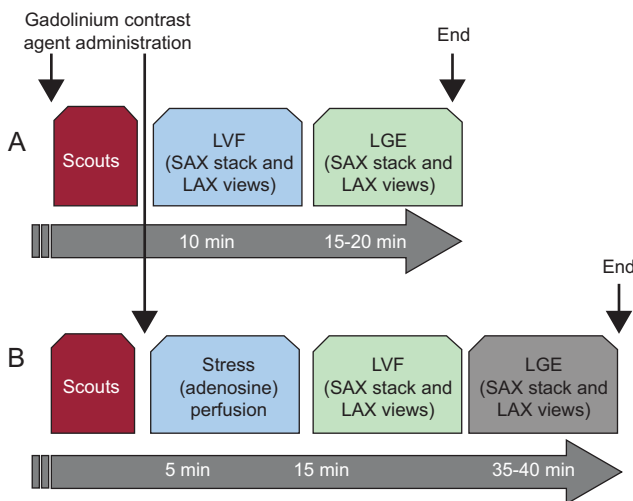 Gadolinium contrast
agent administration
End
A
Scouts
LVF
(SAX stack and
LAX views)
LGE
(SAX stack and
LAX views)
10 min
15-20 min
End
B
Scouts
Stress
(adenosine)
perfusion
LVF
(SAX stack and
LAX views)
LGE
(SAX stack and
LAX views)
5 min
15 min
35-40 min